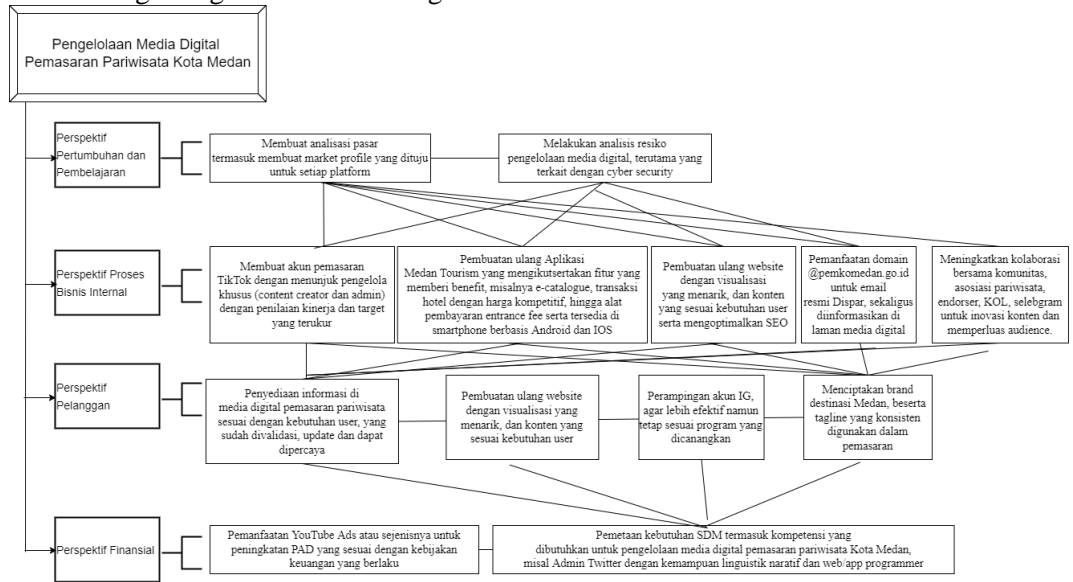 Pengelolaan Media Digital
Pemasaran Pariwisata Kota Medan
Perspektif
Pertumbuhan dan
Pembelajaran
Membuat analisasi pasar
termasuk membuat market profile yang dituju
untuk setiap platform
Melakukan analisis resiko
pengelolaan media digital, terutama yang
terkait dengan cyber security
Perspektif Proses
Bisnis Internal
Membuat akun pemasaran
TikTok dengan menunjuk pengelola
khusus (content creator dan admin)
dengan penilaian kinerja dan target
yang terukur
Pembuatan ulang Aplikasi
Medan Tourism yang mengikutsertakan fitur yang
memberi benefit, misalnya e-catalogue, transaksi
hotel dengan harga kompetitif, hingga alat
pembayaran entrance fee serta tersedia di
smartphone berbasis Android dan IOS
Pembuatan ulang website
dengan visualisasi
yang menarik, dan konten
yang sesuai kebutuhan user
serta mengoptimalkan SEO
Pemanfaatan domain
@pemkomedan.go.id
untuk email
resmi Dispar, sekaligus
diinformasikan di
laman media digital
Meningkatkan kolaborasi
bersama komunitas,
asosiasi pariwisata,
endorser, KOL, selebgram
untuk inovasi konten dan
memperluas audience.
Perspektif
Pelanggan
Penyediaan informasi di
media digital pemasaran pariwisata
sesuai dengan kebutuhan user, yang
sudah divalidasi, update dan dapat
dipercaya
Pembuatan ulang website
dengan visualisasi yang
menarik, dan konten yang
sesuai kebutuhan user
Perampingan akun IG,
agar lebih efektif namun
tetap sesuai program yang
dicanangkan
Menciptakan brand
destinasi Medan, beserta
tagline yang konsisten
digunakan dalam
pemasaran
Perspektif Finansial
Pemanfaatan YouTube Ads atau sejenisnya untuk
peningkatan PAD yang sesuai dengan kebijakan
keuangan yang berlaku
Pemetaan kebutuhan SDM termasuk kompetensi yang
dibutuhkan untuk pengelolaan media digital pemasaran pariwisata Kota Medan,
misal Admin Twitter dengan kemampuan linguistik naratif dan web/app programmer